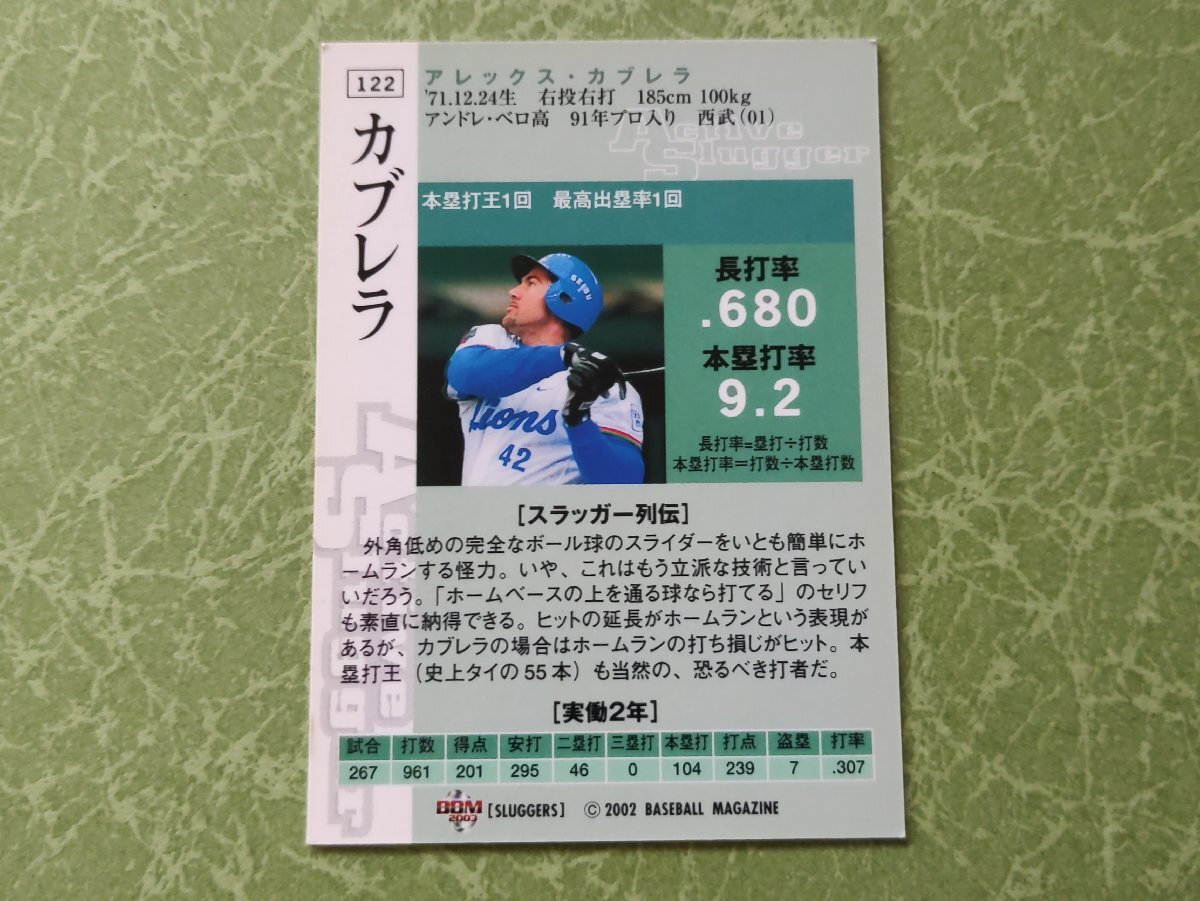 122
カブレラ
アレックス・カブレラ
'71.12.24生 右投右打 185cm 100kg
アンドレ・ベロ高 91年プロ入り 西武(01)
Active
Slugger
本塁打王1回 最高出塁率1回
Lions
42
長打率
.680
本塁打率
9.2
長打率=塁打÷打数
本塁打率=打数÷本塁打数
Active
Slugger
[スラッガー列伝]
外角低めの完全なボール球のスライダーをいとも簡単にホ
ームランする怪力。いや、これはもう立派な技術と言ってい
いだろう。「ホームベースの上を通る球なら打てる」のセリフ
も素直に納得できる。ヒットの延長がホームランという表現が
あるが、カブレラの場合はホームランの打ち損じがヒット。本
塁打王(史上タイの55本)も当然の、恐るべき打者だ。
[実働2年]
試合 打数 得点 安打 二塁打 三塁打 本塁打 打点 盗塁 打率
267 961 201 295 46 0 104 239 7 .307
BBM
2003
[SLUGGERS] © 2002 BASEBALL MAGAZINE